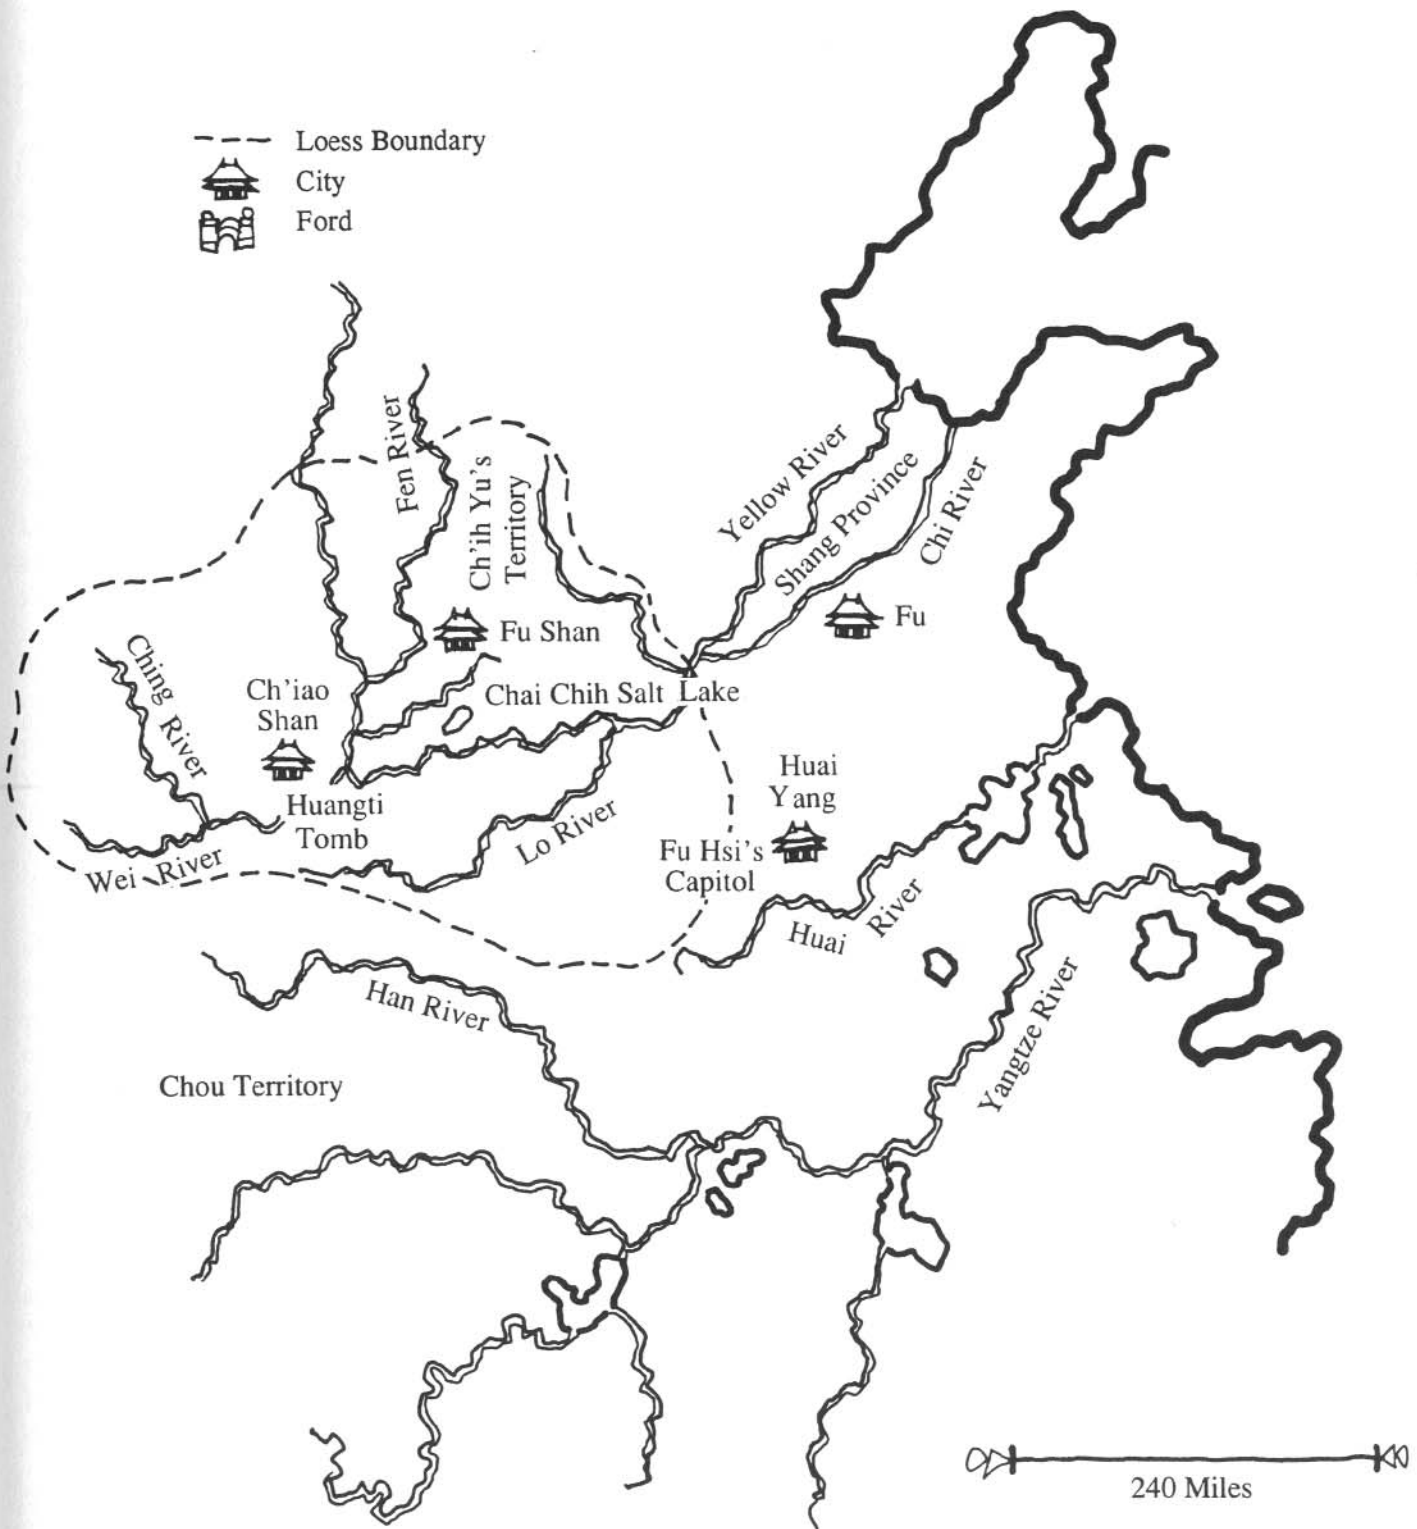 Loess Boundary
City
Ford
Fen River
Ch'ih Yu's
Territory
Yellow River
Shang Province
Chi River
Fu Shan
Fu
Ching River
Ch'iao
Shan
Chai Chih Salt Lake
Huangti
Tomb
Lo River
Huai
Yang
Fu Hsi's
Capitol
Wei River
Huai River
Han River
Yangtze River
Chou Territory
240 Miles